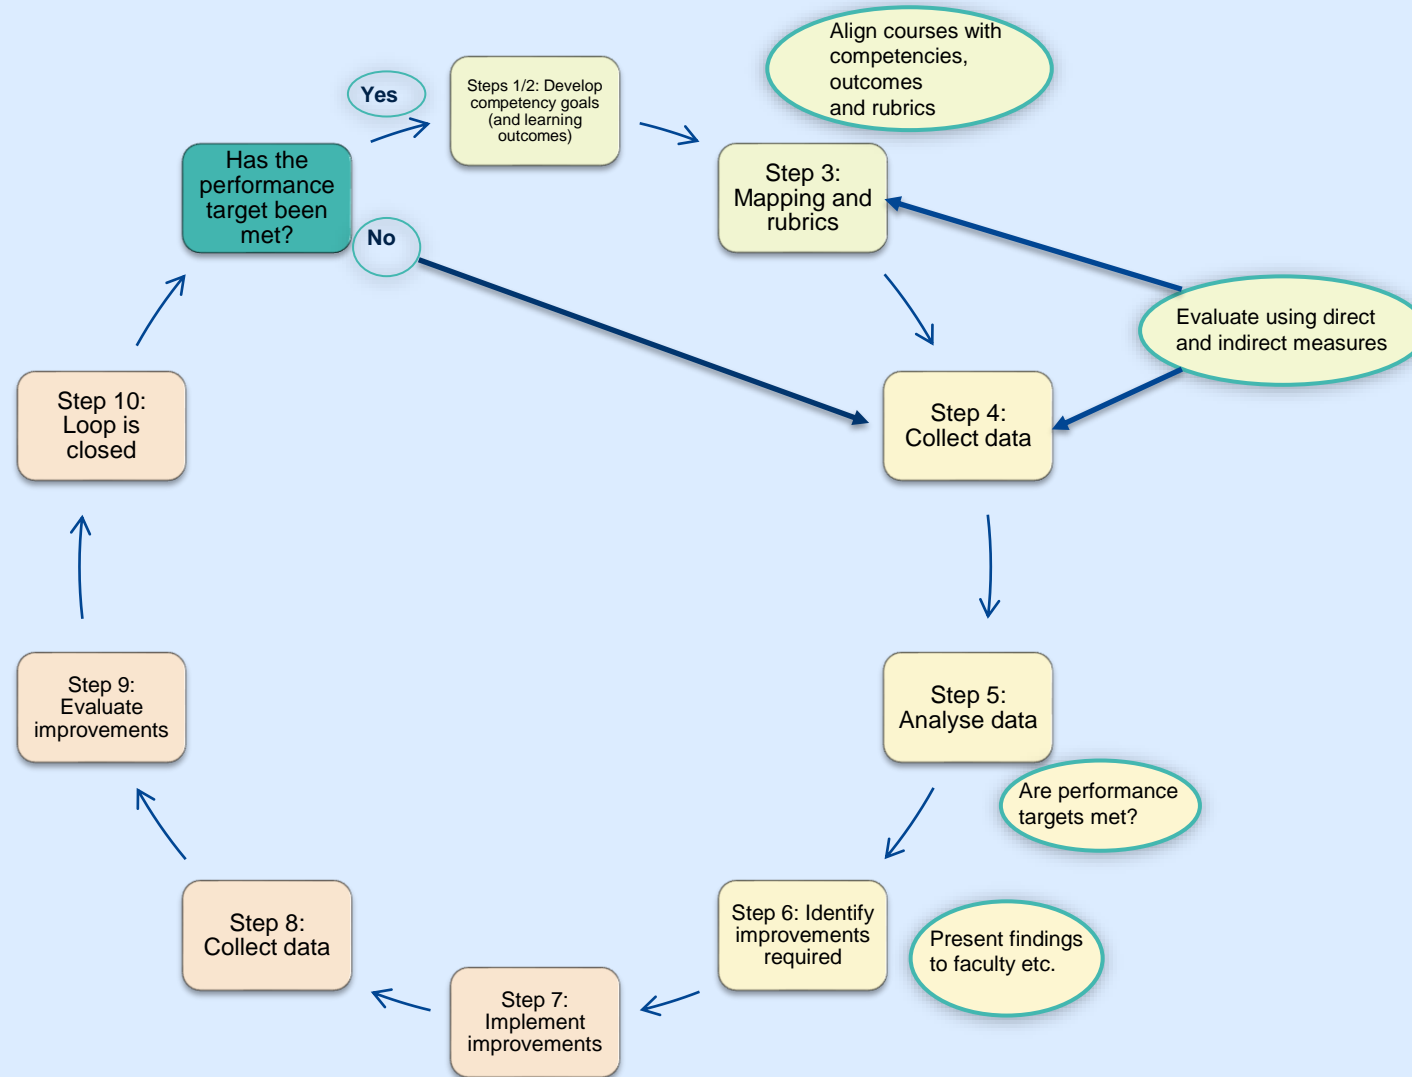 Align courses with
competencies,
outcomes
and rubrics
Yes
Steps 1/2: Develop
competency goals
(and learning
outcomes)
Has the
performance
target been
met?
Step 3:
Mapping and
rubrics
No
Evaluate using direct
and indirect measures
Step 10:
Loop is
closed
Step 4:
Collect data
Step 9:
Evaluate
improvements
Step 5:
Analyse data
Are performance
targets met?
Step 8:
Collect data
Step 6: Identify
improvements
required
Present findings
to faculty etc.
Step 7:
Implement
improvements